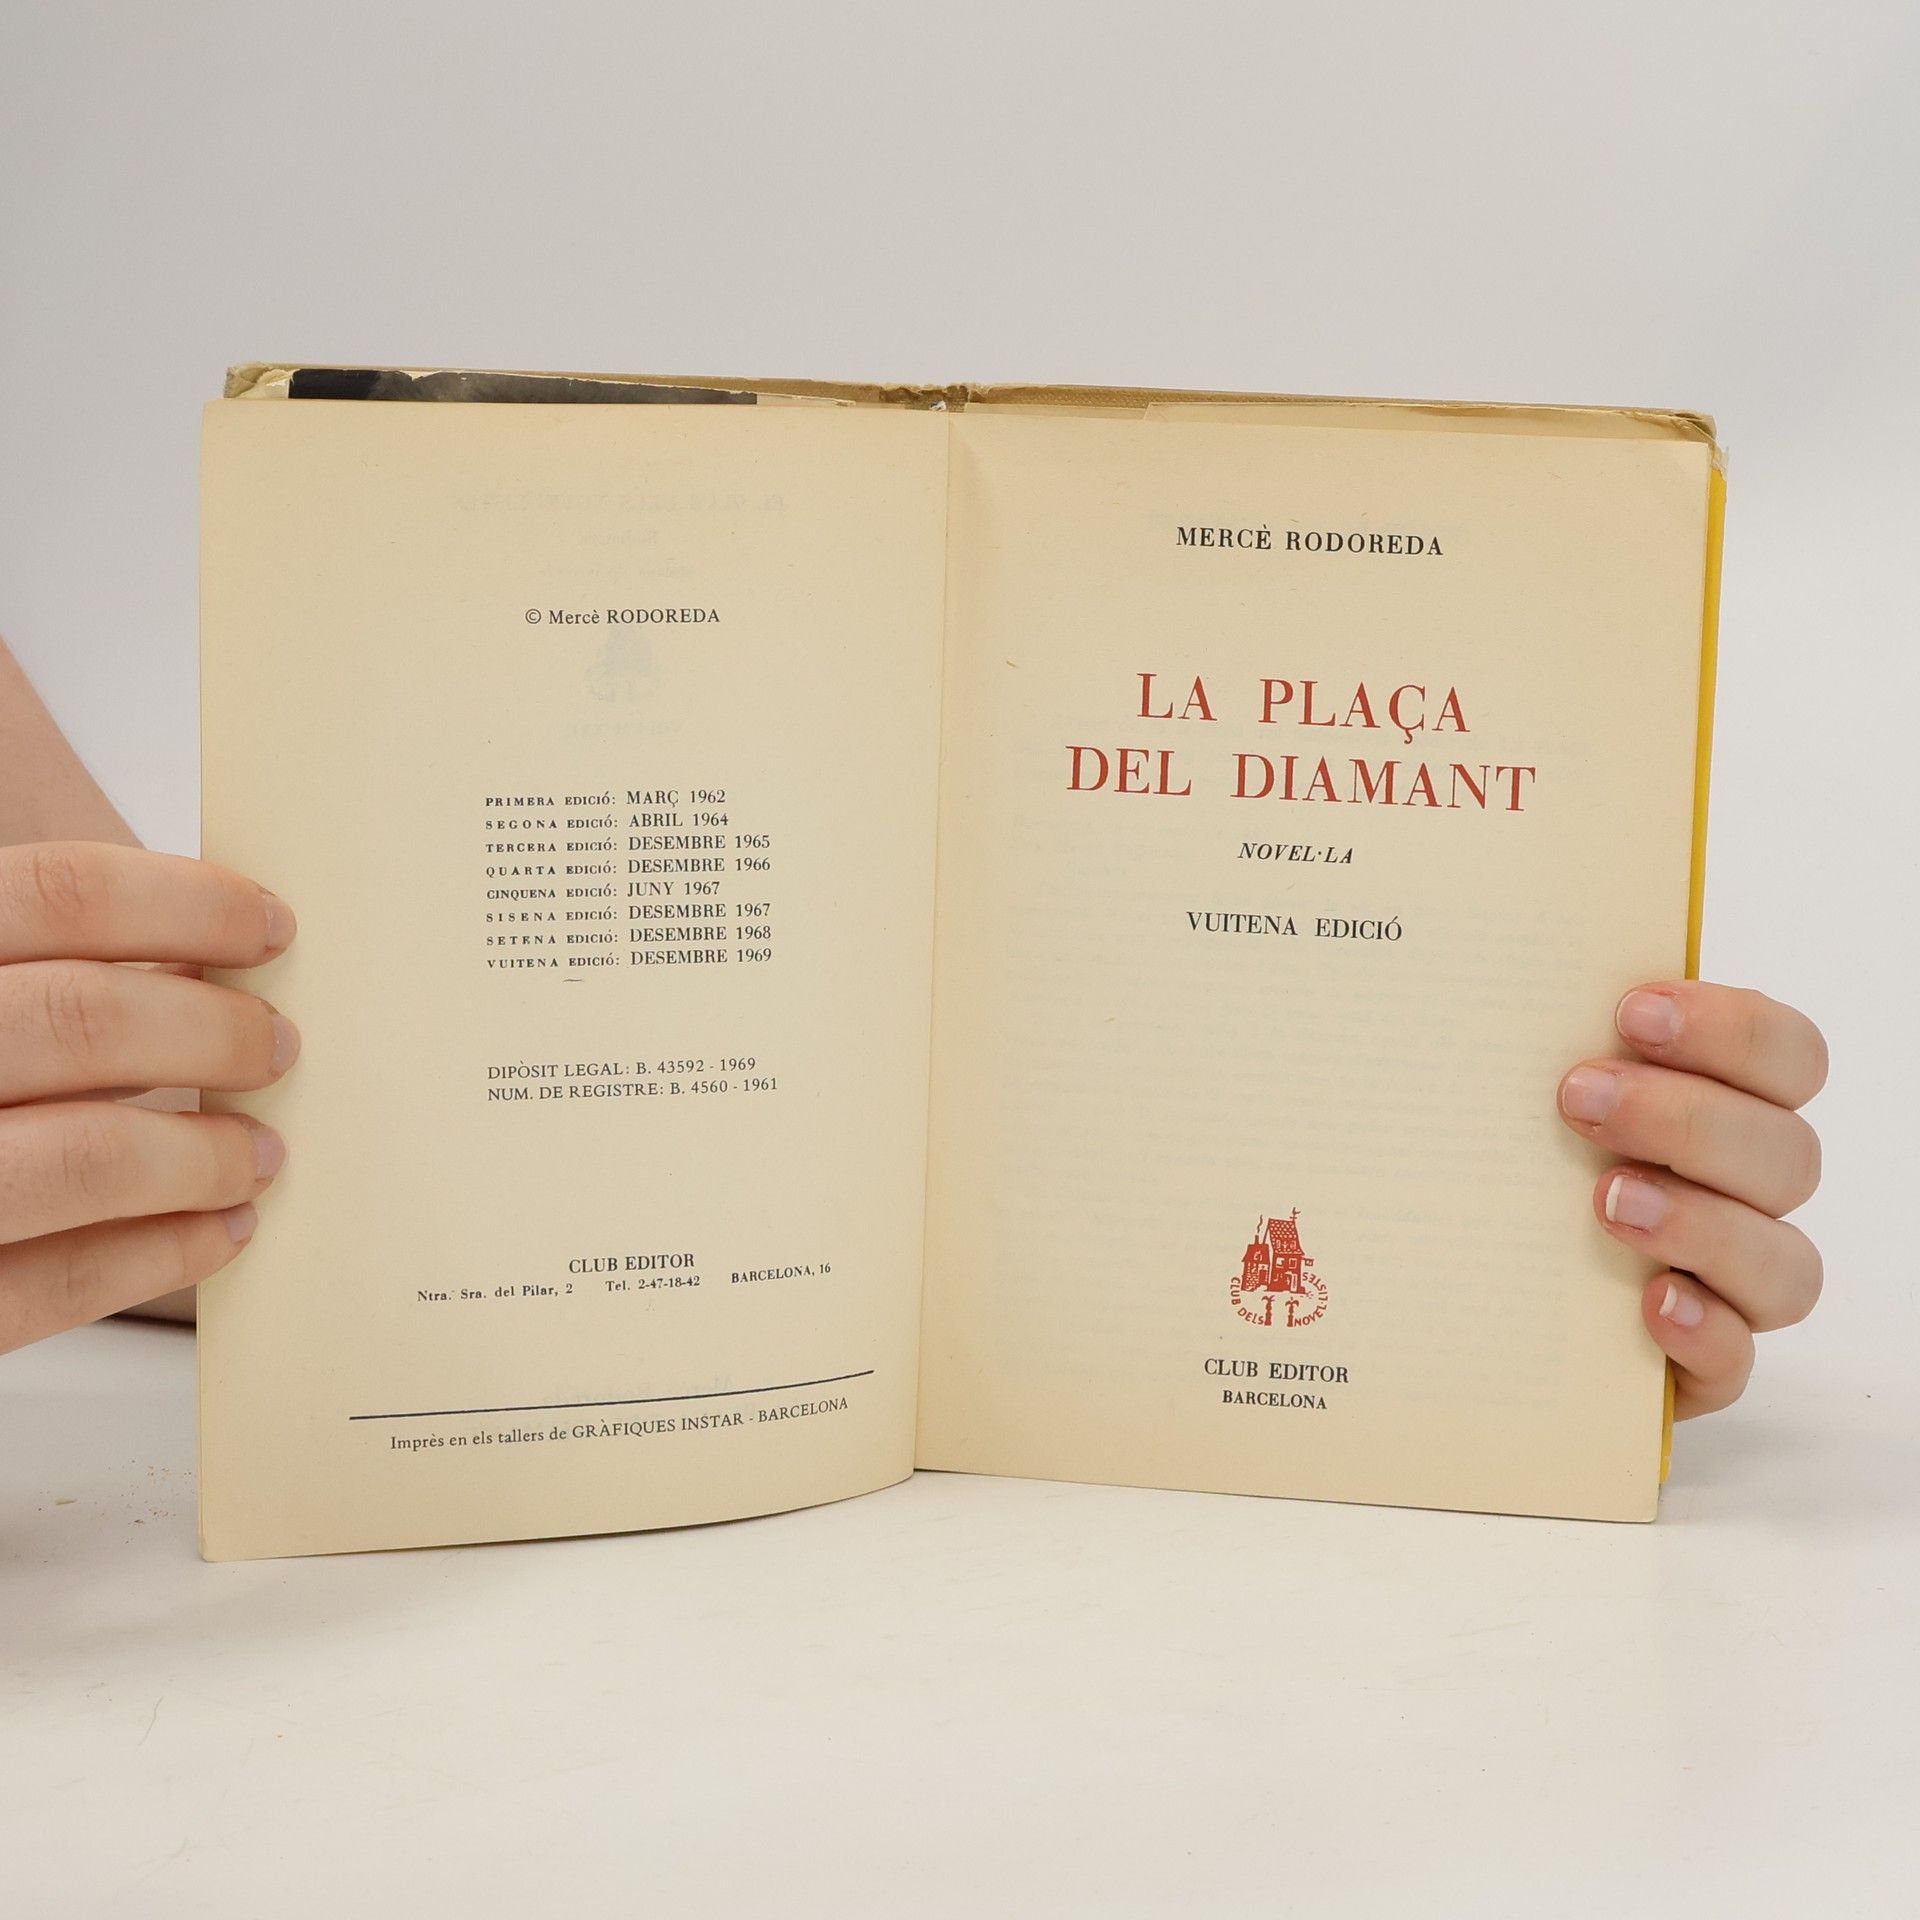 © Mercè RODOREDA
PRIMERA EDICIÓ: MARÇ 1962
SEGONA EDICIÓ: ABRIL 1964
TERCERA EDICIÓ: DESEMBRE 1965
QUARTA EDICIÓ: DESEMBRE 1966
CINQUENA EDICIÓ: JUNY 1967
SISENA EDICIÓ: DESEMBRE 1967
SETENA EDICIÓ: DESEMBRE 1968
VUITENA EDICIÓ: DESEMBRE 1969
DIPÒSIT LEGAL: B. 43592 - 1969
NUM. DE REGISTRE: B. 4560 - 1961
CLUB EDITOR
Ntra. Sra. del Pilar, 2 Tel. 2-47-18-42 BARCELONA, 16
Imprès en els tallers de GRÀFIQUES INSTAR - BARCELONA
MERCÈ RODOREDA
LA PLAÇA
DEL DIAMANT
NOVEL·LA
VUITENA EDICIÓ
CLUB DELS NOVEL·LISTES
CLUB EDITOR
BARCELONA